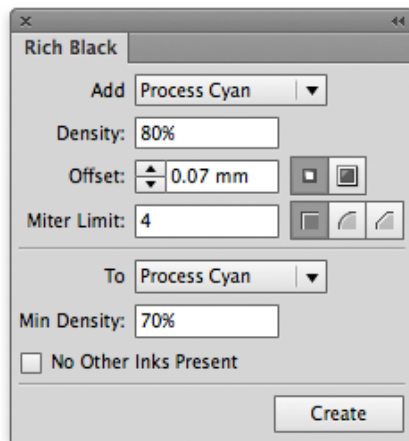 Rich Black
Add Process Cyan
Density: 80%
Offset: 0.07 mm
Miter Limit: 4
To Process Cyan
Min Density: 70%
No Other Inks Present
Create